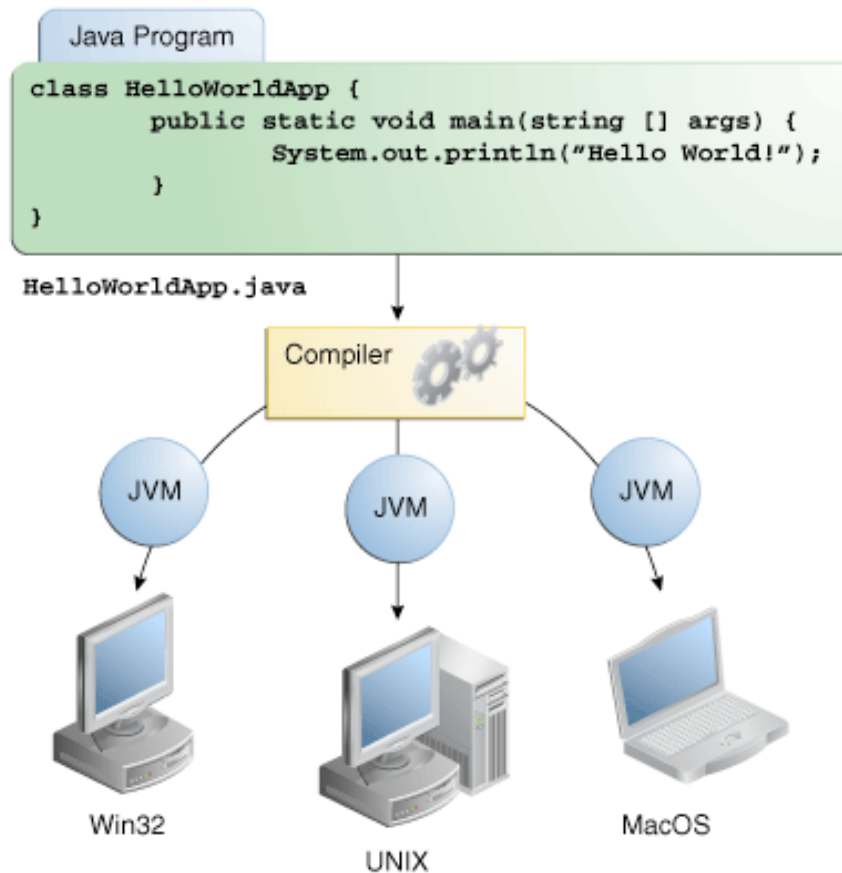 Java Program
class HelloWorldApp {
public static void main(string [] args) {
System.out.println("Hello World!");
}
}
HelloWorldApp.java
Compiler
JVM
JVM
JVM
Win32
UNIX
MacOS